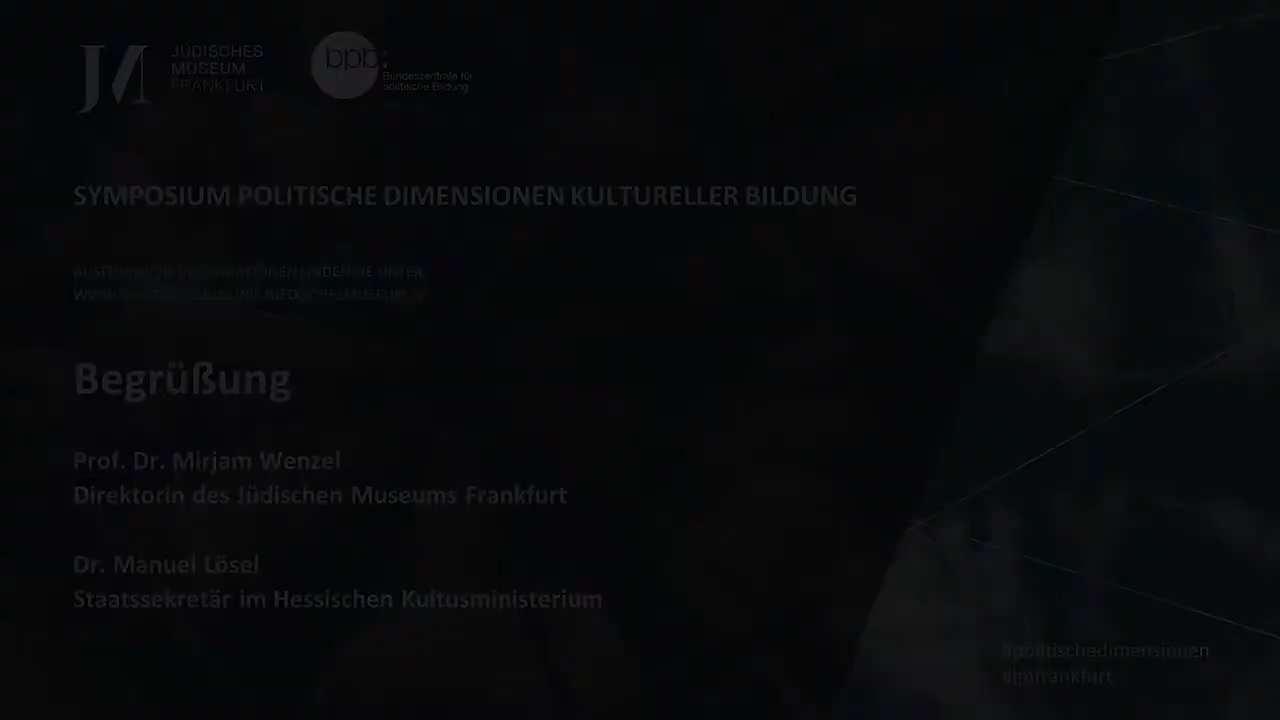 JÜDISCHES
MUSEUM
FRANKFURT
bpb:
Bundeszentrale für
politische Bildung
SYMPOSIUM POLITISCHE DIMENSIONEN KULTURELLER BILDUNG
Begrüßung
Prof. Dr. Mirjam Wenzel
Direktorin des Jüdischen Museums Frankfurt
Dr. Manuel Lösel
Staatssekretär im Hessischen Kultusministerium
#politischedimensionen